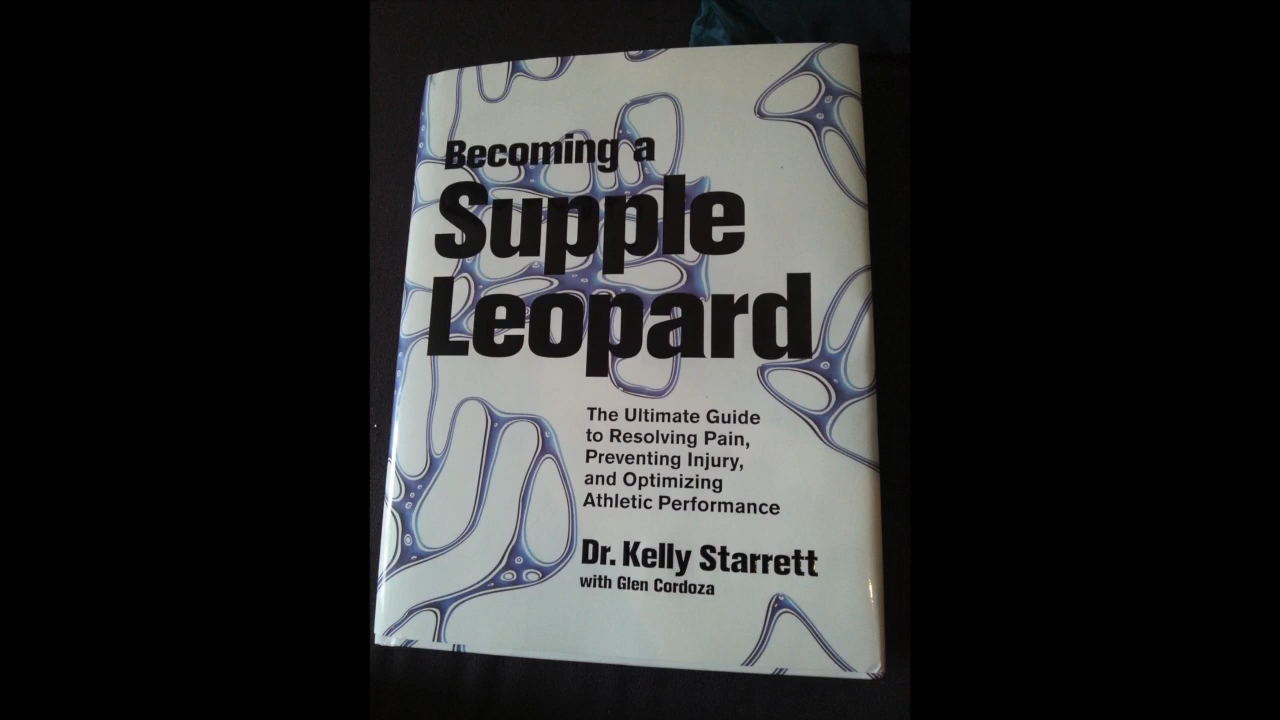 Becoming a
Supple
Leopard
The Ultimate Guide
to Resolving Pain,
Preventing Injury,
and Optimizing
Athletic Performance
Dr. Kelly Starrett
with Glen Cordoza